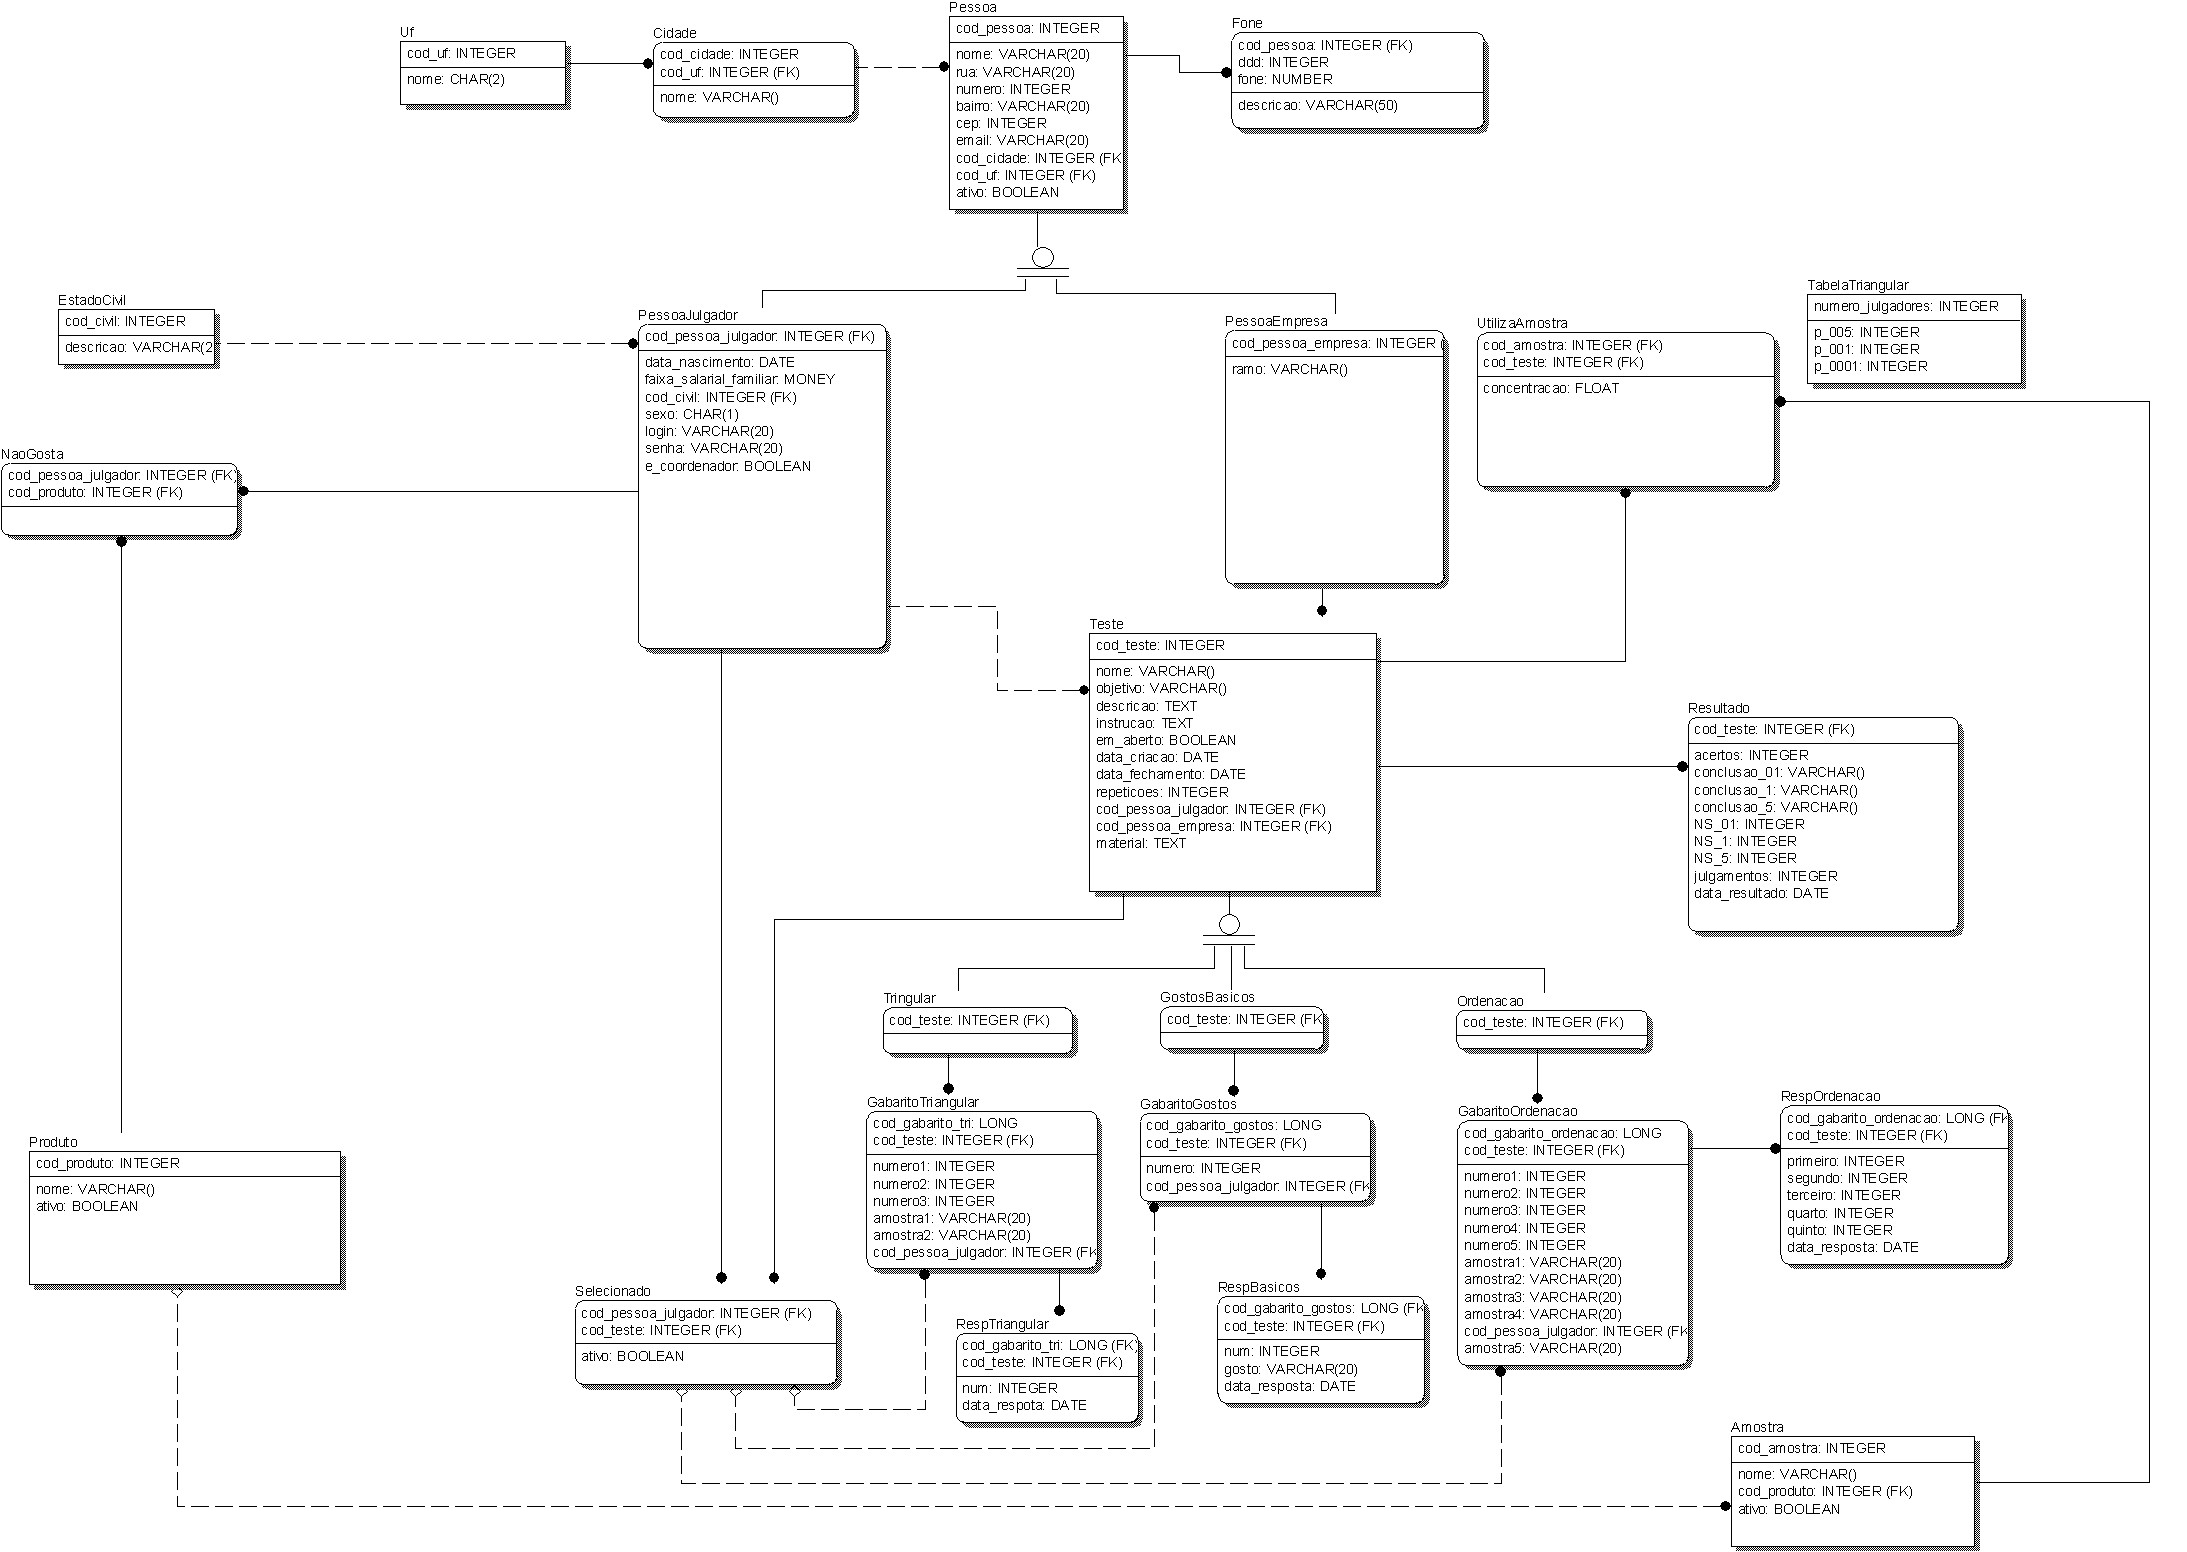 Uf
cod_uf: INTEGER
nome: CHAR(2)
Cidade
cod_cidade: INTEGER
cod_uf: INTEGER (FK)
nome: VARCHAR()
Pessoa
cod_pessoa: INTEGER
nome: VARCHAR(20)
rua: VARCHAR(20)
numero: INTEGER
bairro: VARCHAR(20)
cep: INTEGER
email: VARCHAR(20)
cod_cidade: INTEGER (FK
cod_uf: INTEGER (FK)
ativo: BOOLEAN
Fone
cod_pessoa: INTEGER (FK)
ddd: INTEGER
fone: NUMBER
descricao: VARCHAR(50)
EstadoCivil
cod_civil: INTEGER
descricao: VARCHAR(2
PessoaJulgador
cod_pessoa_julgador: INTEGER (FK)
data_nascimento: DATE
faixa_salarial_familiar: MONEY
cod_civil: INTEGER (FK)
sexo: CHAR(1)
login: VARCHAR(20)
senha: VARCHAR(20)
e_coordenador: BOOLEAN
PessoaEmpresa
cod_pessoa_empresa: INTEGER
ramo: VARCHAR()
UtilizaAmostra
cod_amostra: INTEGER (FK)
cod_teste: INTEGER (FK)
concentracao: FLOAT
TabelaTriangular
numero_julgadores: INTEGER
p_005: INTEGER
p_001: INTEGER
p_0001: INTEGER
NaoGosta
cod_pessoa_julgador: INTEGER (FK)
cod_produto: INTEGER (FK)
Teste
cod_teste: INTEGER
nome: VARCHAR()
objetivo: VARCHAR()
descricao: TEXT
instrucao: TEXT
em_aberto: BOOLEAN
data_criacao: DATE
data_fechamento: DATE
repeticoes: INTEGER
cod_pessoa_julgador: INTEGER (FK)
cod_pessoa_empresa: INTEGER (FK)
material: TEXT
Resultado
cod_teste: INTEGER (FK)
acertos: INTEGER
conclusao_01: VARCHAR()
conclusao_1: VARCHAR()
conclusao_5: VARCHAR()
NS_01: INTEGER
NS_1: INTEGER
NS_5: INTEGER
julgamentos: INTEGER
data_resultado: DATE
Tringular
cod_teste: INTEGER (FK)
GostosBasicos
cod_teste: INTEGER (FK
Ordenacao
cod_teste: INTEGER (FK)
GabaritoTriangular
cod_gabarito_tri: LONG
cod_teste: INTEGER (FK)
numero1: INTEGER
numero2: INTEGER
numero3: INTEGER
amostra1: VARCHAR(20)
amostra2: VARCHAR(20)
cod_pessoa_julgador: INTEGER (FK
GabaritoGostos
cod_gabarito_gostos: LONG
cod_teste: INTEGER (FK)
numero: INTEGER
cod_pessoa_julgador: INTEGER (FK
GabaritoOrdenacao
cod_gabarito_ordenacao: LONG
cod_teste: INTEGER (FK)
numero1: INTEGER
numero2: INTEGER
numero3: INTEGER
numero4: INTEGER
numero5: INTEGER
amostra1: VARCHAR(20)
amostra2: VARCHAR(20)
amostra3: VARCHAR(20)
amostra4: VARCHAR(20)
cod_pessoa_julgador: INTEGER (FK
amostra5: VARCHAR(20)
RespOrdenacao
cod_gabarito_ordenacao: LONG (FK
cod_teste: INTEGER (FK)
primeiro: INTEGER
segundo: INTEGER
terceiro: INTEGER
quarto: INTEGER
quinto: INTEGER
data_resposta: DATE
Produto
cod_produto: INTEGER
nome: VARCHAR()
ativo: BOOLEAN
Selecionado
cod_pessoa_julgador: INTEGER (FK)
cod_teste: INTEGER (FK)
ativo: BOOLEAN
RespTriangular
cod_gabarito_tri: LONG (FK)
cod_teste: INTEGER (FK)
num: INTEGER
data_respota: DATE
RespBasicos
cod_gabarito_gostos: LONG (FK
cod_teste: INTEGER (FK)
num: INTEGER
gosto: VARCHAR(20)
data_resposta: DATE
Amostra
cod_amostra: INTEGER
nome: VARCHAR()
cod_produto: INTEGER (FK)
ativo: BOOLEAN